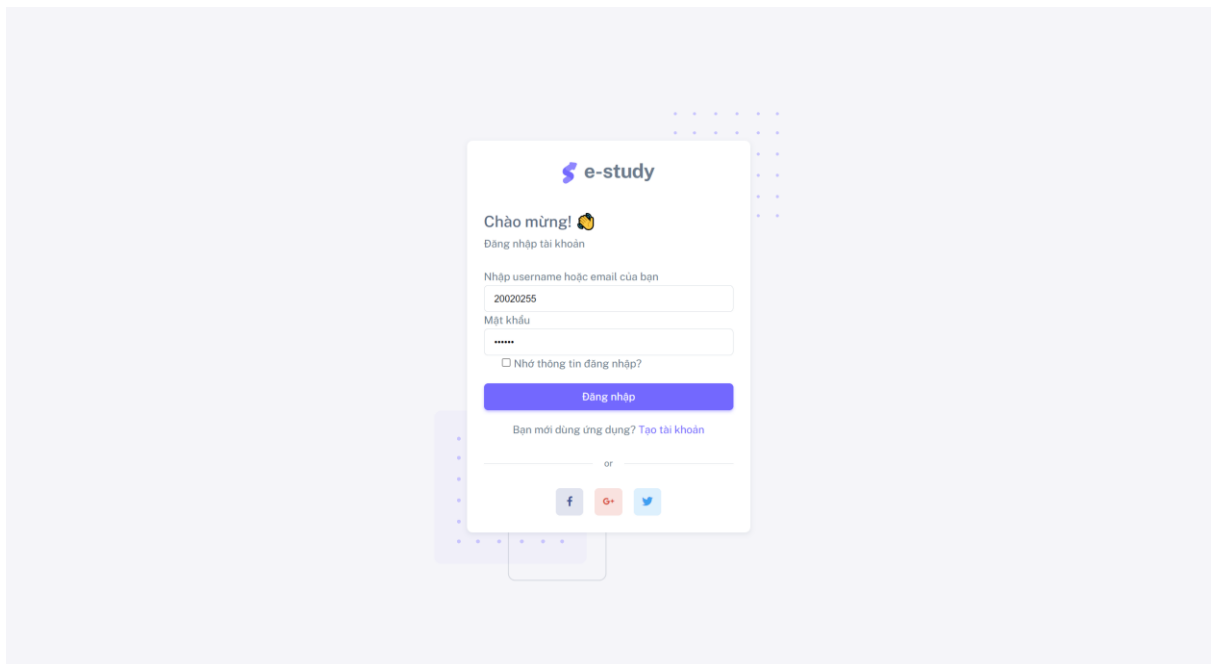 e-study
Chào mừng!
Đăng nhập tài khoản
Nhập username hoặc email của bạn
20020255
Mật khẩu
••••••
Nhớ thông tin đăng nhập?
Đăng nhập
Bạn mới dùng ứng dụng? Tạo tài khoản
or
f G+